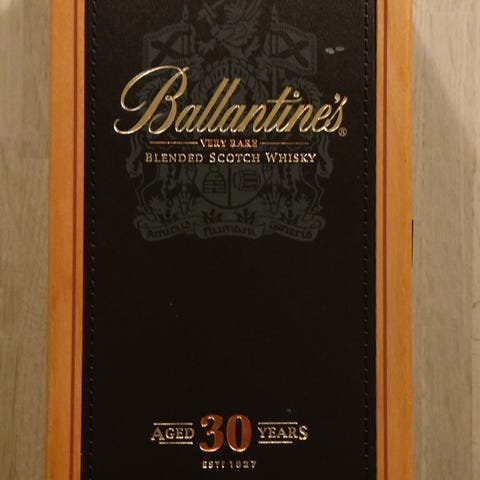 Ballantine's®
VERY RARE
BLENDED SCOTCH WHISKY
Amicus Humani Generis
AGED 30 YEARS
ESTD 1827